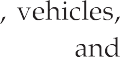 , vehicles,
and